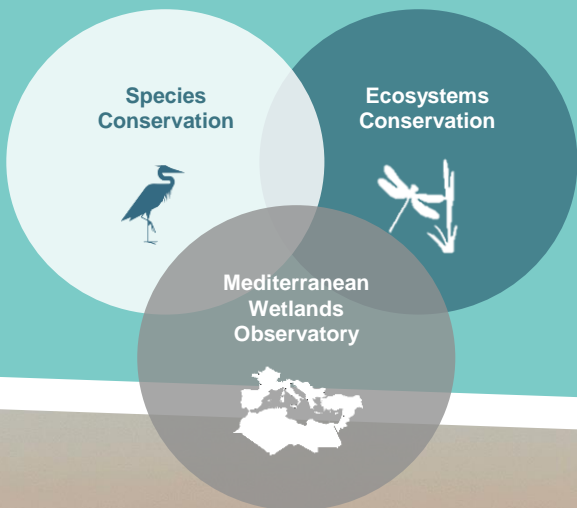 Species
Conservation
Ecosystems
Conservation
Mediterranean
Wetlands
Observatory